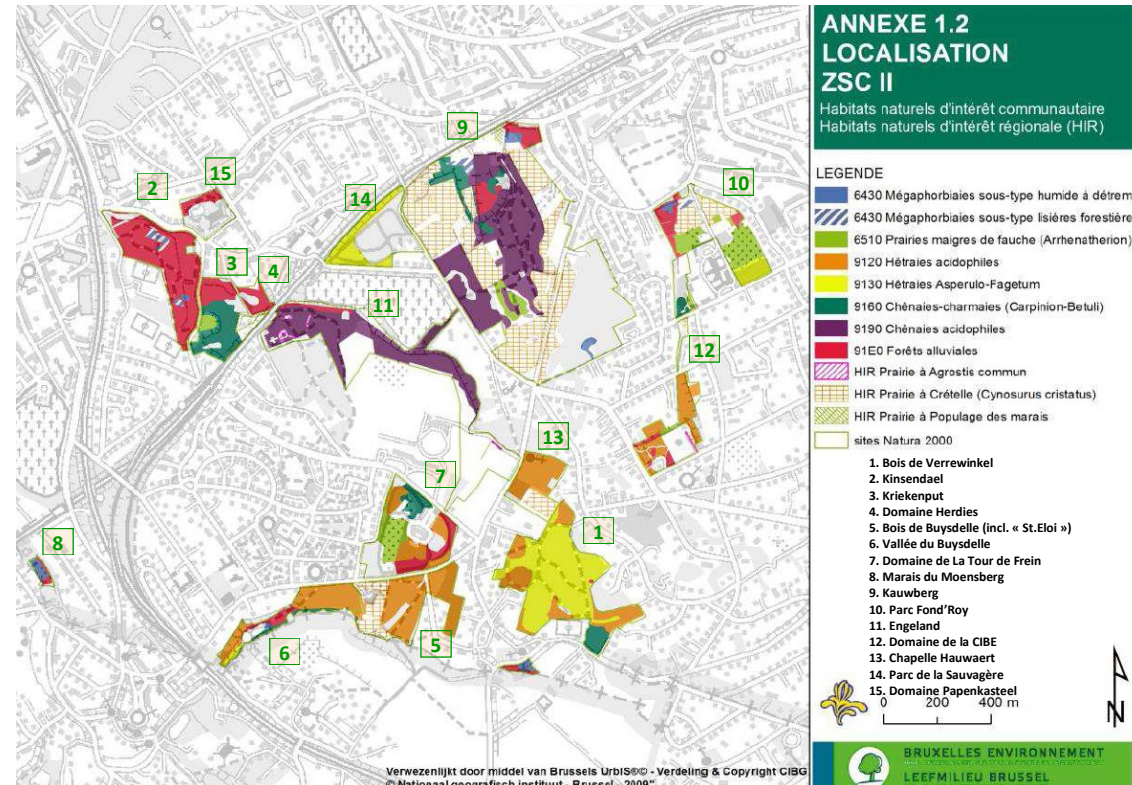 ANNEXE 1.2
LOCALISATION
ZSC II
Habitats naturels d'intérêt communautaire
Habitats naturels d'intérêt régionale (HIR)
LEGENDE
6430 Mégaphorbiaies sous-type humide à détrem
6430 Mégaphorbiaies sous-type lisières forestière
6510 Prairies maigres de fauche (Arrhenatherion)
9120 Hêtraies acidophiles
9130 Hêtraies Asperulo-Fagetum
9160 Chênaies-charmaies (Carpinion-Betuli)
9190 Chênaies acidophiles
91E0 Forêts alluviales
HIR Prairie à Agrostis commun
HIR Prairie à Crételle (Cynosurus cristatus)
HIR Prairie à Populage des marais
sites Natura 2000
1. Bois de Verrewinkel
2. Kinsendael
3. Kriekenput
4. Domaine Herdies
5. Bois de Buysdelle (incl. « St.Eloi »)
6. Vallée du Buysdelle
7. Domaine de La Tour de Frein
8. Marais du Moensberg
9. Kauwberg
10. Parc Fond'Roy
11. Engeland
12. Domaine de la CIBE
13. Chapelle Hauwaert
14. Parc de la Sauvagère
15. Domaine Papenkasteel
0 200 400 m
N
BRUXELLES ENVIRONNEMENT
LEEFMILIEU BRUSSEL
9
15
2
10
14
3
4
11
12
13
7
1
8
5
6
Verwezenlijkt door middel van Brussels UrbIS®© - Verdeling & Copyright CIBG
© Nationaal geografisch instituut - Brussel - 2009"